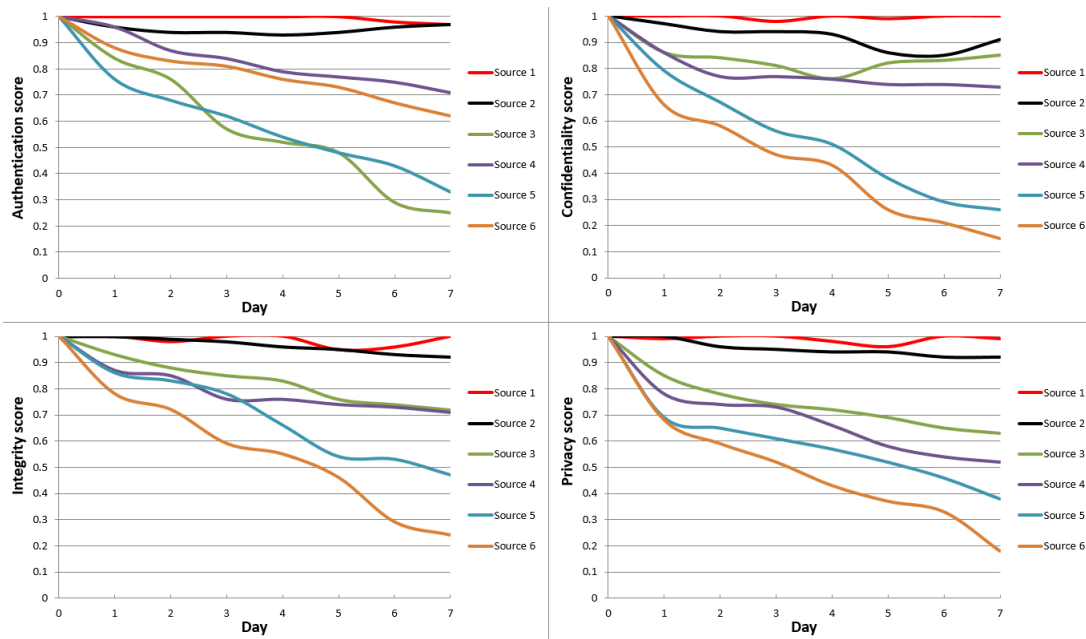 Authentication score
1
0.9
0.8
0.7
0.6
0.5
0.4
0.3
0.2
0.1
0
0 1 2 3 4 5 6 7
Day
Source 1
Source 2
Source 3
Source 4
Source 5
Source 6
Confidentiality score
1
0.9
0.8
0.7
0.6
0.5
0.4
0.3
0.2
0.1
0
0 1 2 3 4 5 6 7
Day
Source 1
Source 2
Source 3
Source 4
Source 5
Source 6
Integrity score
1
0.9
0.8
0.7
0.6
0.5
0.4
0.3
0.2
0.1
0
0 1 2 3 4 5 6 7
Day
Source 1
Source 2
Source 3
Source 4
Source 5
Source 6
Privacy score
1
0.9
0.8
0.7
0.6
0.5
0.4
0.3
0.2
0.1
0
0 1 2 3 4 5 6 7
Day
Source 1
Source 2
Source 3
Source 4
Source 5
Source 6